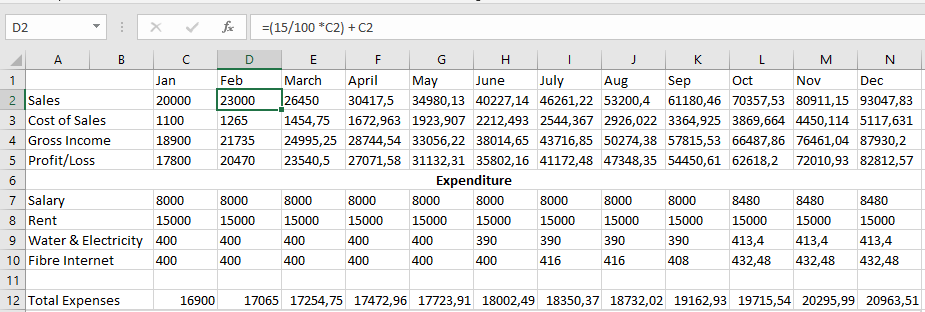 D2 fx =(15/100 *C2) + C2
A B C D E F G H I J K L M N
1 Jan Feb March April May June July Aug Sep Oct Nov Dec
2 Sales 20000 23000 26450 30417,5 34980,13 40227,14 46261,22 53200,4 61180,46 70357,53 80911,15 93047,83
3 Cost of Sales 1100 1265 1454,75 1672,963 1923,907 2212,493 2544,367 2926,022 3364,925 3869,664 4450,114 5117,631
4 Gross Income 18900 21735 24995,25 28744,54 33056,22 38014,65 43716,85 50274,38 57815,53 66487,86 76461,04 87930,2
5 Profit/Loss 17800 20470 23540,5 27071,58 31132,31 35802,16 41172,48 47348,35 54450,61 62618,2 72010,93 82812,57
6 Expenditure
7 Salary 8000 8000 8000 8000 8000 8000 8000 8000 8000 8480 8480 8480
8 Rent 15000 15000 15000 15000 15000 15000 15000 15000 15000 15000 15000 15000
9 Water & Electricity 400 400 400 400 400 390 390 390 390 413,4 413,4 413,4
10 Fibre Internet 400 400 400 400 400 400 416 416 408 432,48 432,48 432,48
11
12 Total Expenses 16900 17065 17254,75 17472,96 17723,91 18002,49 18350,37 18732,02 19162,93 19715,54 20295,99 20963,51